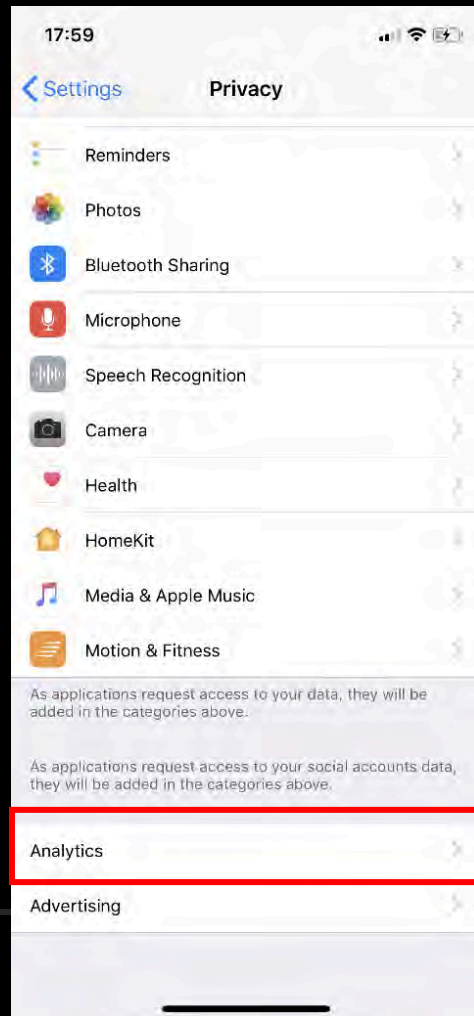 17:59
Settings
Privacy
Reminders
Photos
Bluetooth Sharing
Microphone
Speech Recognition
Camera
Health
HomeKit
Media & Apple Music
Motion & Fitness
As applications request access to your data, they will be
added in the categories above.
As applications request access to your social accounts data,
they will be added in the categories above.
Analytics
Advertising